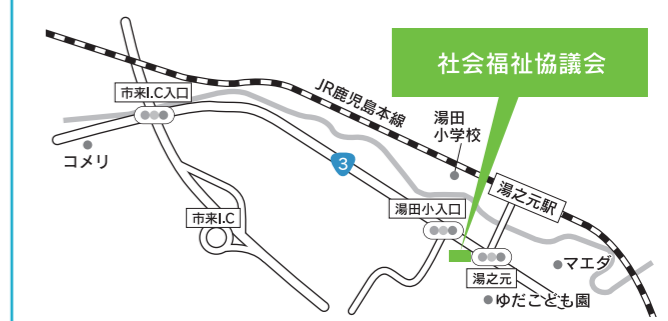 社会福祉協議会
市来I.C入口
JR鹿児島本線
湯田
小学校
コメリ
3
湯之元駅
市来I.C
湯田小入口
マエダ
湯之元
ゆだこども園